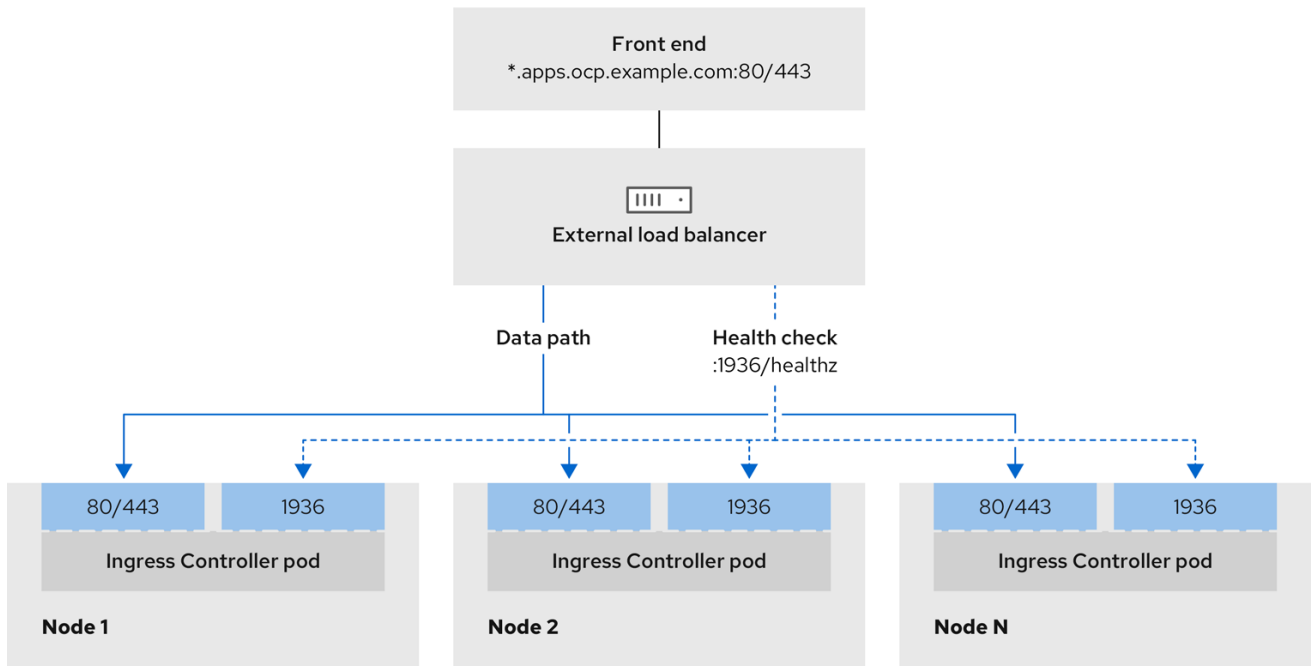 Front end
*.apps.ocp.example.com:80/443
External load balancer
Data path
Health check
:1936/healthz
80/443
1936
80/443
1936
80/443
1936
Ingress Controller pod
Ingress Controller pod
Ingress Controller pod
Node 1
Node 2
Node N